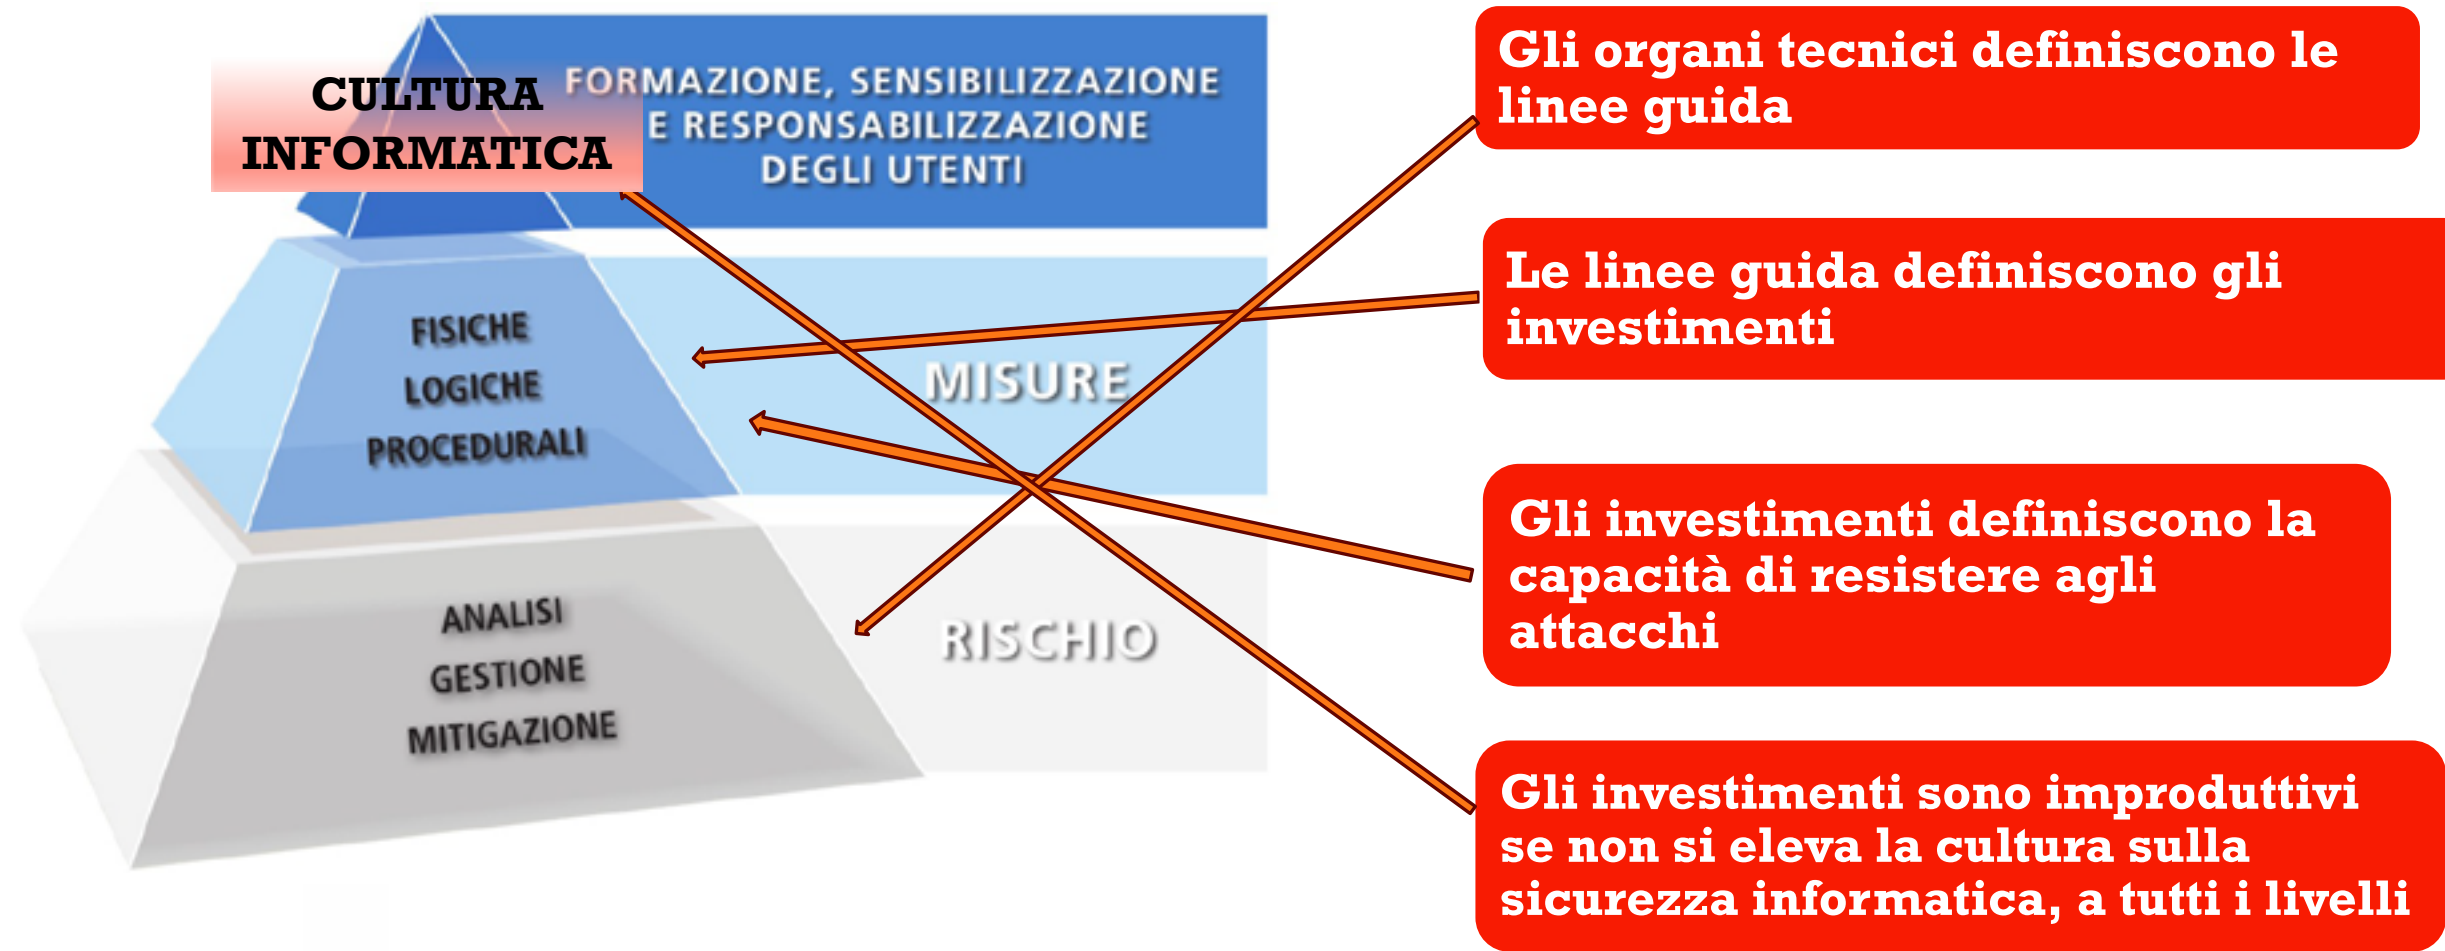 CULTURA
INFORMATICA
FORMAZIONE, SENSIBILIZZAZIONE
E RESPONSABILIZZAZIONE
DEGLI UTENTI
FISICHE
LOGICHE
PROCEDURALI
MISURE
ANALISI
GESTIONE
MITIGAZIONE
RISCHIO
Gli organi tecnici definiscono le
linee guida
Le linee guida definiscono gli
investimenti
Gli investimenti definiscono la
capacità di resistere agli
attacchi
Gli investimenti sono improduttivi
se non si eleva la cultura sulla
sicurezza informatica, a tutti i livelli